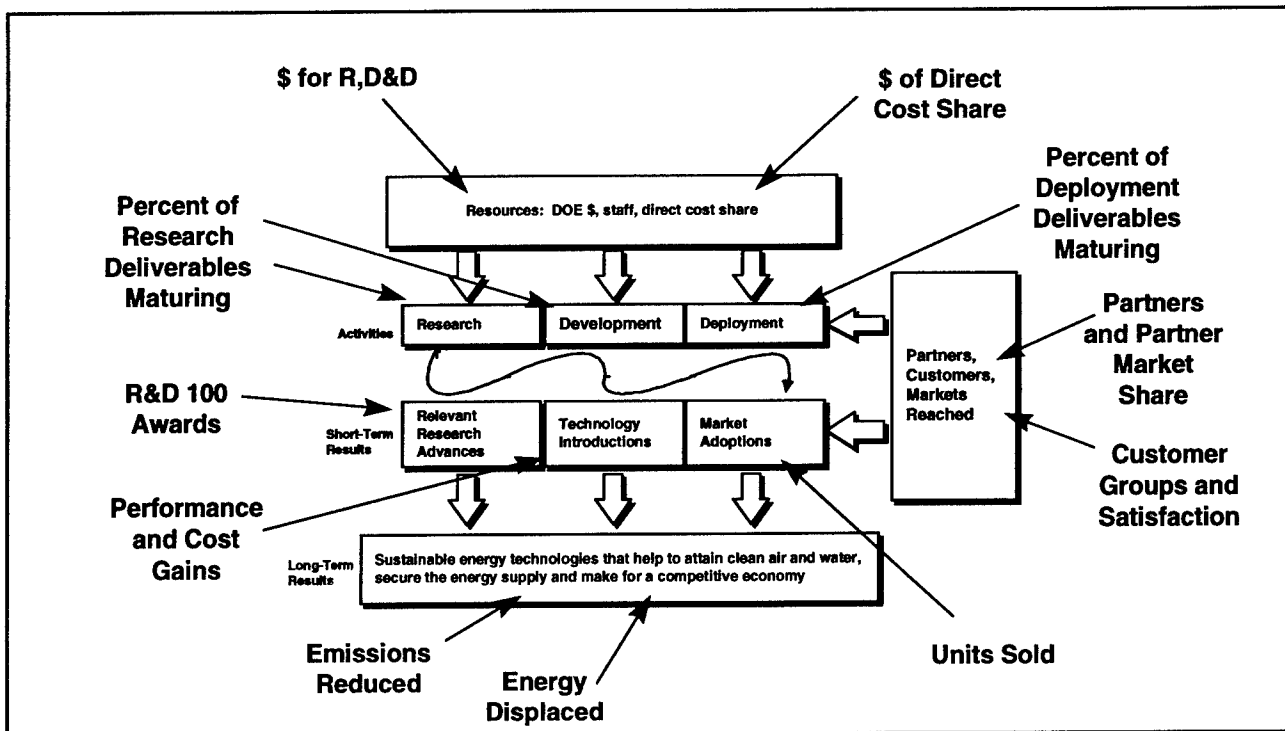 $ for R,D&D
$ of Direct
Cost Share
Percent of
Deployment
Deliverables
Maturing
Percent of
Research
Deliverables
Maturing
Resources: DOE $, staff, direct cost share
Activities
Research
Development
Deployment
Partners,
Customers,
Markets
Reached
Partners
and Partner
Market
Share
R&D 100
Awards
Short-Term
Results
Relevant
Research
Advances
Technology
Introductions
Market
Adoptions
Customer
Groups and
Satisfaction
Performance
and Cost
Gains
Long-Term
Results
Sustainable energy technologies that help to attain clean air and water,
secure the energy supply and make for a competitive economy
Emissions
Reduced
Energy
Displaced
Units Sold